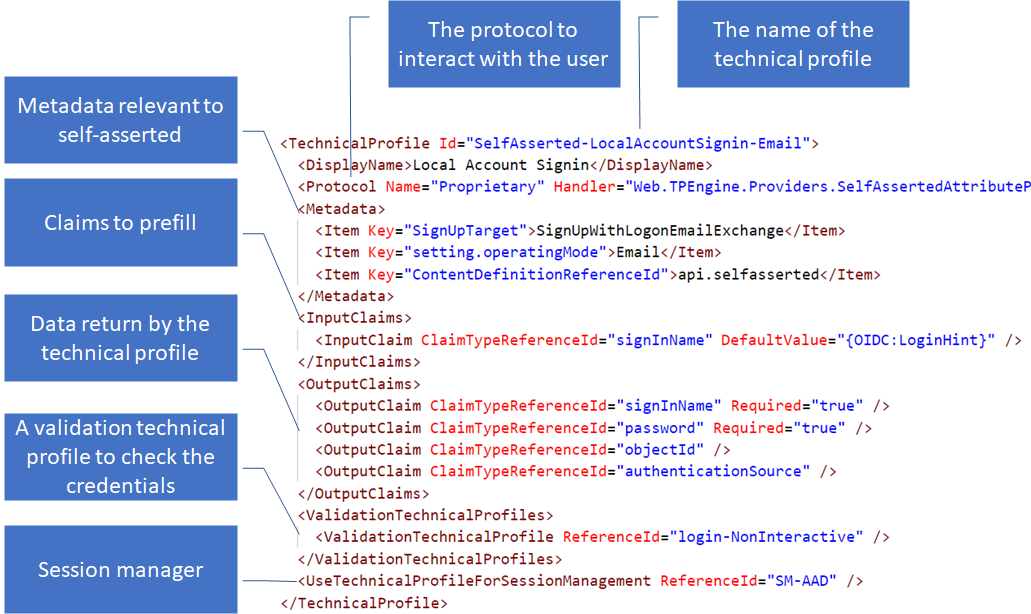 The protocol to
interact with the user
The name of the
technical profile
Metadata relevant to
self-asserted
Claims to prefill
Data return by the
technical profile
A validation technical
profile to check the
credentials
Session manager
<TechnicalProfile Id="SelfAsserted-LocalAccountSignin-Email">
<DisplayName>Local Account Signin</DisplayName>
<Protocol Name="Proprietary" Handler="Web.TPEngine.Providers.SelfAssertedAttributeP
<Metadata>
<Item Key="SignUpTarget">SignUpWithLogonEmailExchange</Item>
<Item Key="setting.operatingMode">Email</Item>
<Item Key="ContentDefinitionReferenceId">api.selfasserted</Item>
</Metadata>
<InputClaims>
<InputClaim ClaimTypeReferenceId="signInName" DefaultValue="{OIDC:LoginHint}" />
</InputClaims>
<OutputClaims>
<OutputClaim ClaimTypeReferenceId="signInName" Required="true" />
<OutputClaim ClaimTypeReferenceId="password" Required="true" />
<OutputClaim ClaimTypeReferenceId="objectId" />
<OutputClaim ClaimTypeReferenceId="authenticationSource" />
</OutputClaims>
<ValidationTechnicalProfiles>
<ValidationTechnicalProfile ReferenceId="login-NonInteractive" />
</ValidationTechnicalProfiles>
<UseTechnicalProfileForSessionManagement ReferenceId="SM-AAD" />
</TechnicalProfile>